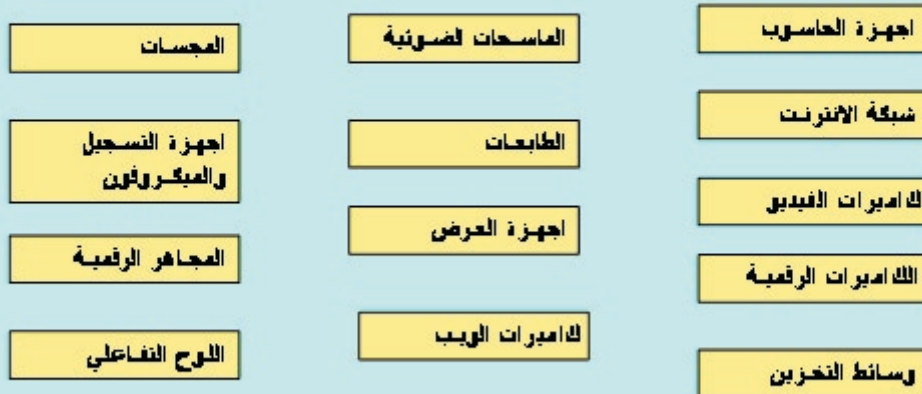 اجهزة الحاسوب
شبكة الانترنت
كاميرات الفيديو
الكاميرات الرقمية
وسائط التخزين
الماسحات الضوئية
الطابعات
اجهزة العرض
كاميرات الويب
المجسات
اجهزة التسجيل
والميكروفون
المجاهر الرقمية
اللوح التفاعلي